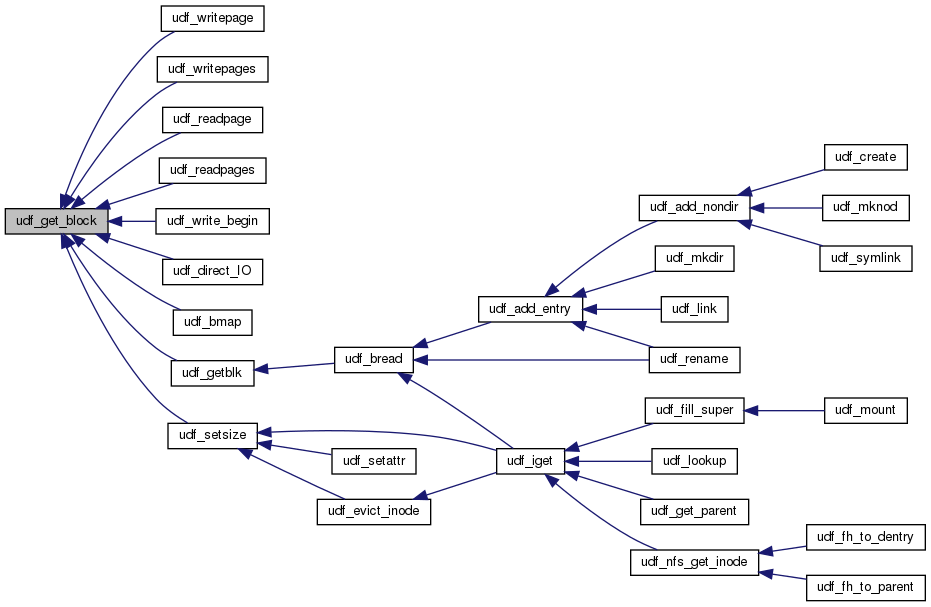 udf_writepage
udf_writepages
udf_readpage
udf_readpages
udf_get_block
udf_write_begin
udf_direct_IO
udf_bmap
udf_getblk
udf_setsize
udf_bread
udf_setattr
udf_evict_inode
udf_add_entry
udf_iget
udf_add_nondir
udf_mkdir
udf_link
udf_rename
udf_fill_super
udf_lookup
udf_get_parent
udf_nfs_get_inode
udf_create
udf_mknod
udf_symlink
udf_mount
udf_fh_to_dentry
udf_fh_to_parent